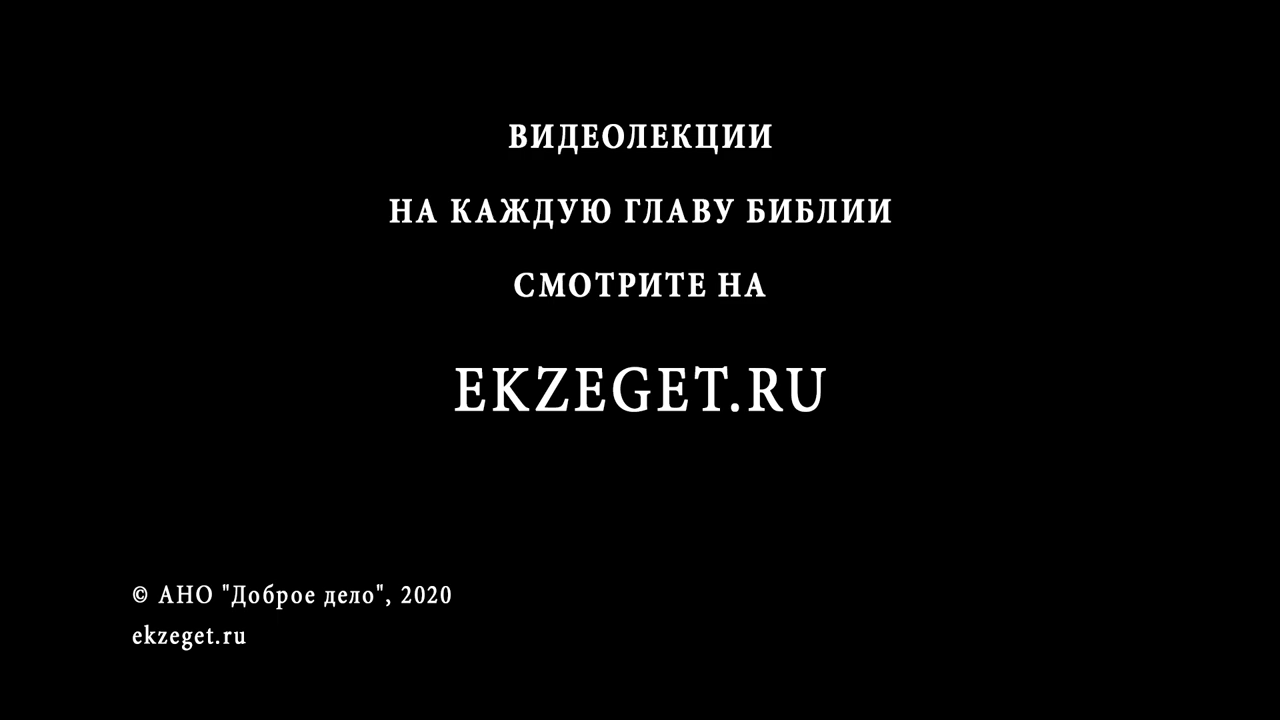 ВИДЕОЛЕКЦИИ
НА КАЖДУЮ ГЛАВУ БИБЛИИ
СМОТРИТЕ НА
EKZEGET.RU
© АНО "Доброе дело", 2020
ekzeget.ru